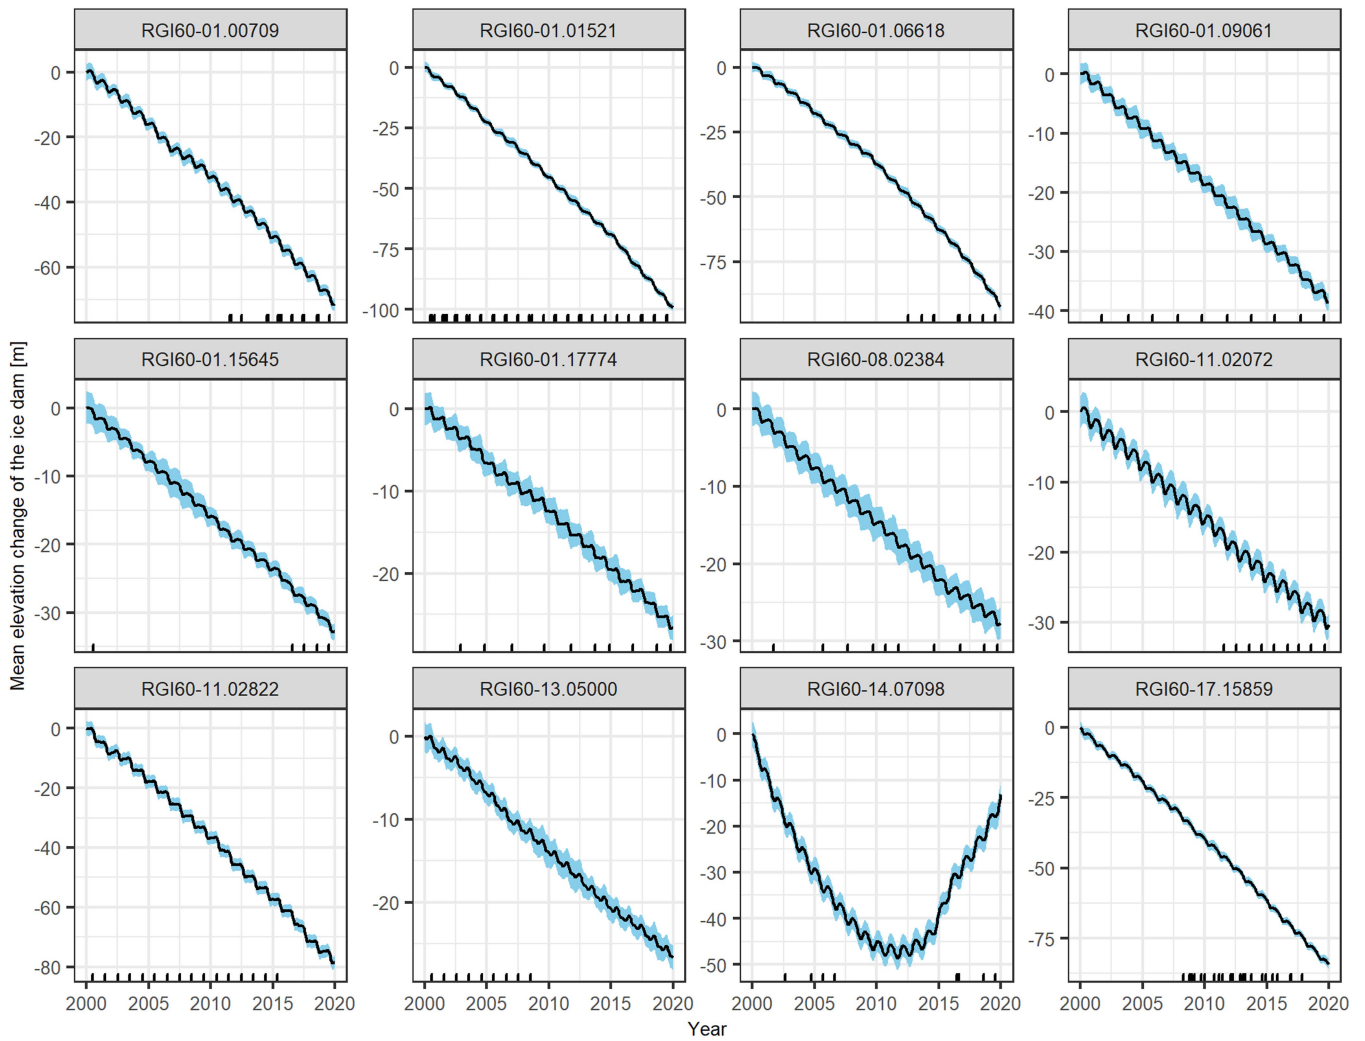 RGI60-01.00709 RGI60-01.01521 RGI60-01.06618 RGI60-01.09061
0 0 0 0
-20 -25 -25 -10
-40 -50 -50 -20
-60 -75 -75 -30
-100 -40
RGI60-01.15645 RGI60-01.17774 RGI60-08.02384 RGI60-11.02072
0 0 0 0
-10 -10 -10 -10
-20 -20 -20 -20
-30 -30 -30
Mean elevation change of the ice dam [m]
RGI60-11.02822 RGI60-13.05000 RGI60-14.07098 RGI60-17.15859
0 0 0 0
-20 -10 -10 -25
-40 -20 -20 -50
-60 -30 -75
-80 -40
-50
2000 2005 2010 2015 2020 2000 2005 2010 2015 2020 2000 2005 2010 2015 2020 2000 2005 2010 2015 2020
Year